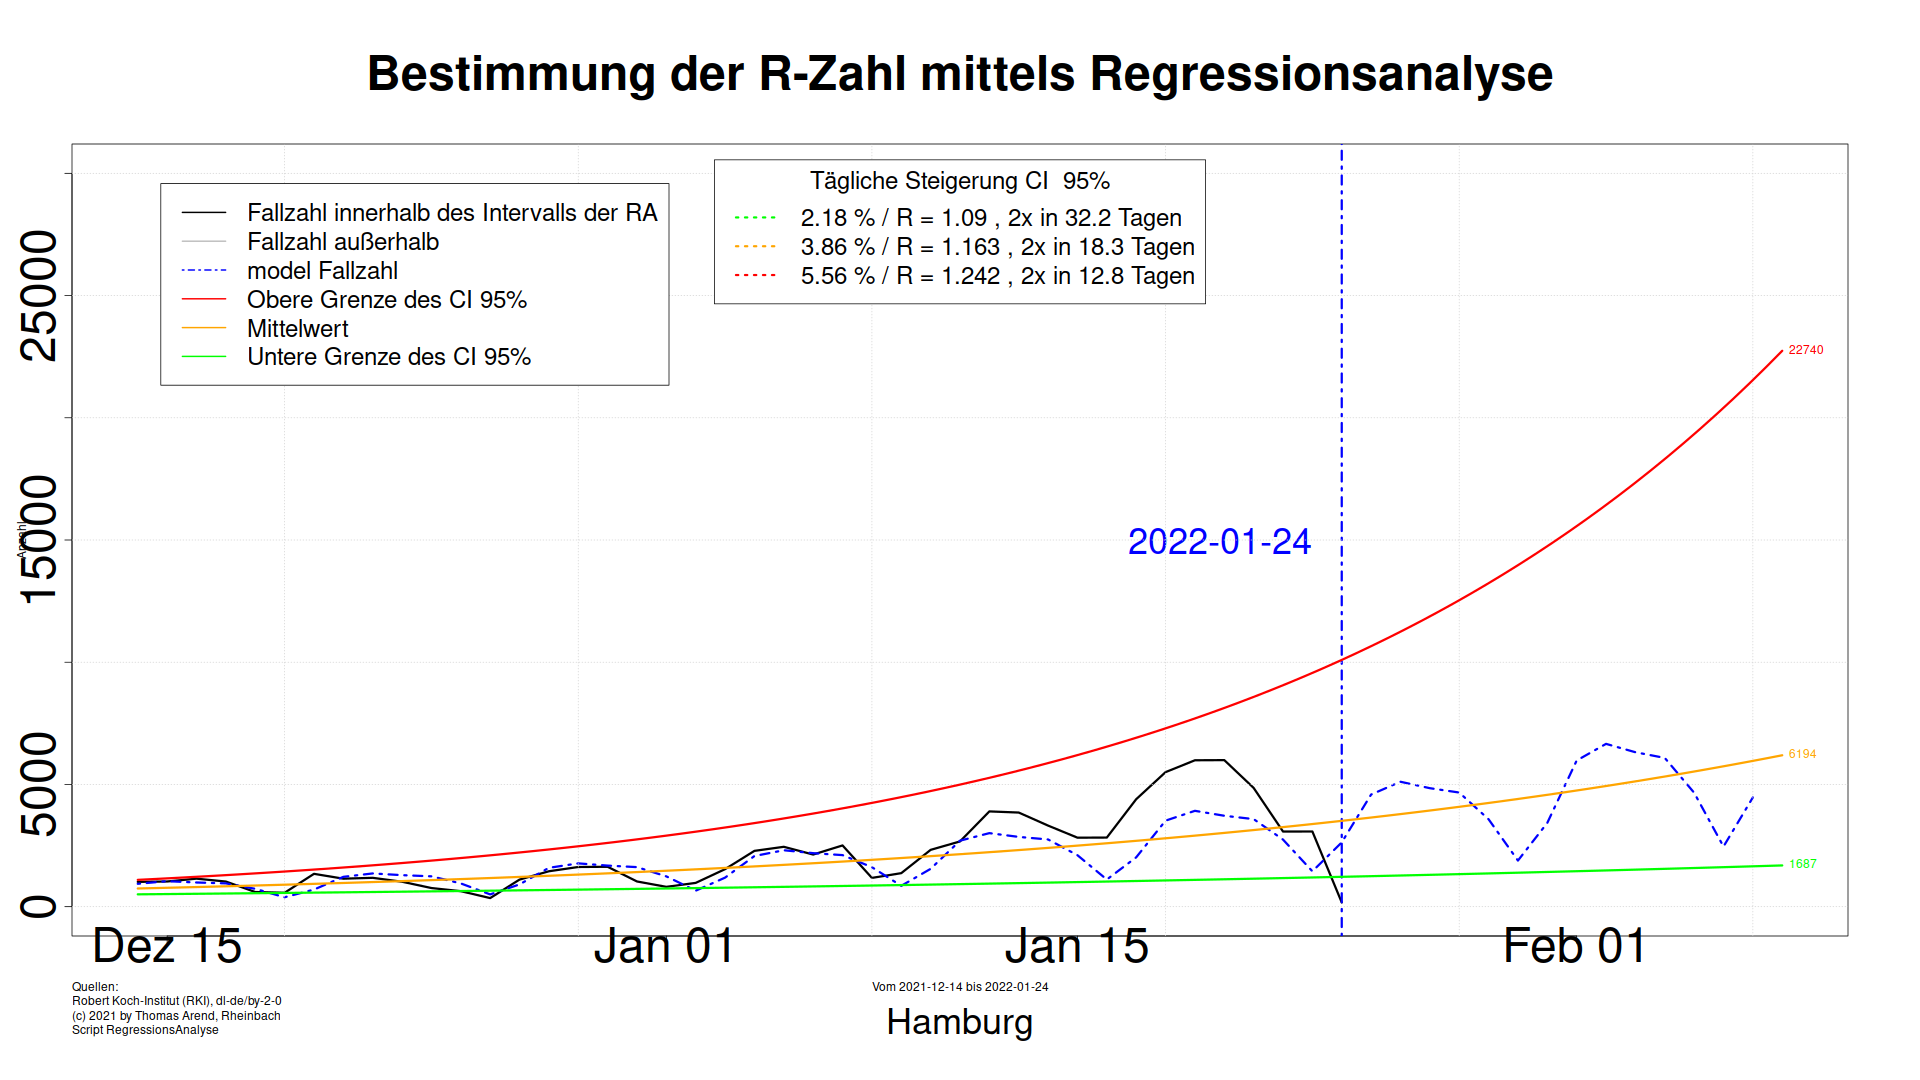 Bestimmung der R-Zahl mittels Regressionsanalyse
Fallzahl innerhalb des Intervalls der RA
Fallzahl außerhalb
model Fallzahl
Obere Grenze des CI 95%
Mittelwert
Untere Grenze des CI 95%
Tägliche Steigerung CI 95%
2.18 % / R = 1.09 , 2x in 32.2 Tagen
3.86 % / R = 1.163 , 2x in 18.3 Tagen
5.56 % / R = 1.242 , 2x in 12.8 Tagen
25000
15000
5000
0
Anzahl
2022-01-24
22740
6194
1687
Dez 15
Jan 01
Jan 15
Feb 01
Quellen:
Robert Koch-Institut (RKI), dl-de/by-2-0
(c) 2021 by Thomas Arend, Rheinbach
Script RegressionsAnalyse
Vom 2021-12-14 bis 2022-01-24
Hamburg